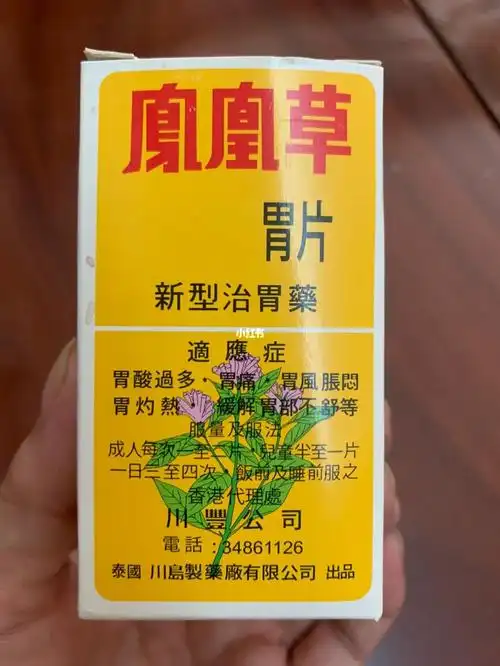 鳳凰草
胃片
新型治胃藥
小红书
適應症
胃酸過多，胃痛，胃風脹悶
胃灼熱，緩解胃部不舒等
服量及服法
成人每次一至二片，兒童半至一片
一日三至四次，飯前及睡前服之
香港代理處
川豐公司
電話：34861126
泰國 川島製藥廠有限公司 出品